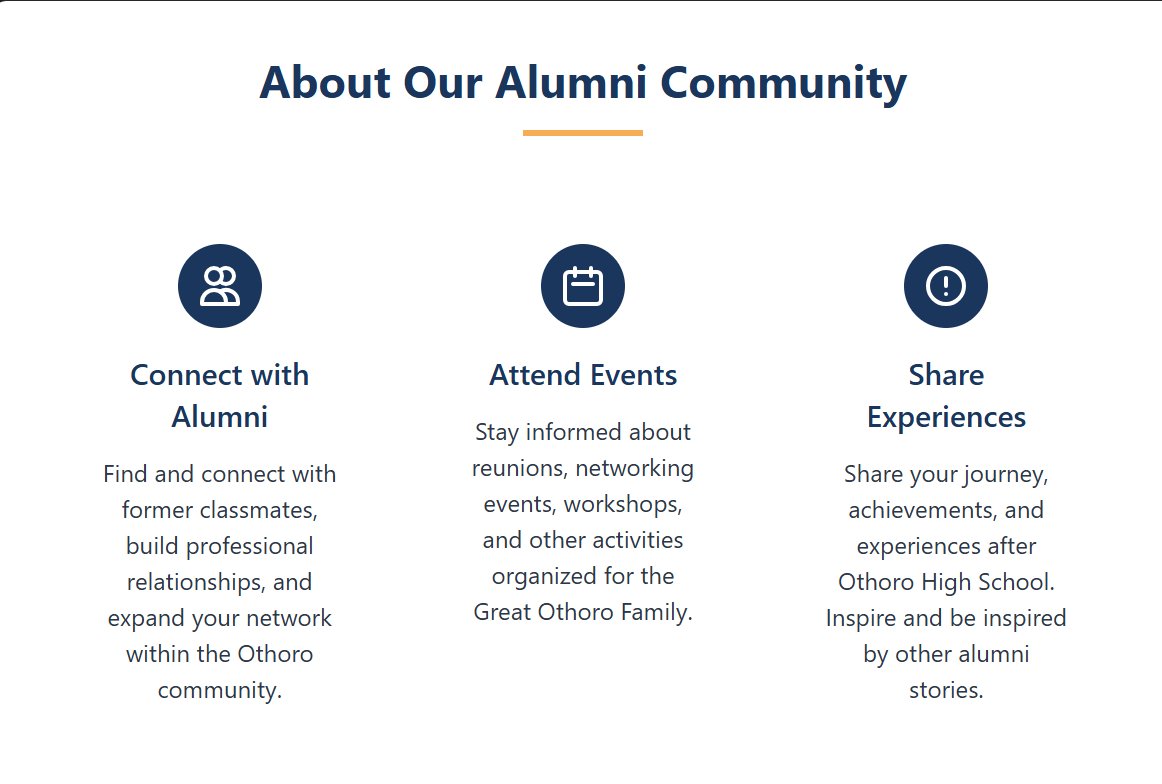 About Our Alumni Community
Connect with
Alumni
Find and connect with
former classmates,
build professional
relationships, and
expand your network
within the Othoro
community.
Attend Events
Stay informed about
reunions, networking
events, workshops,
and other activities
organized for the
Great Othoro Family.
Share
Experiences
Share your journey,
achievements, and
experiences after
Othoro High School.
Inspire and be inspired
by other alumni
stories.